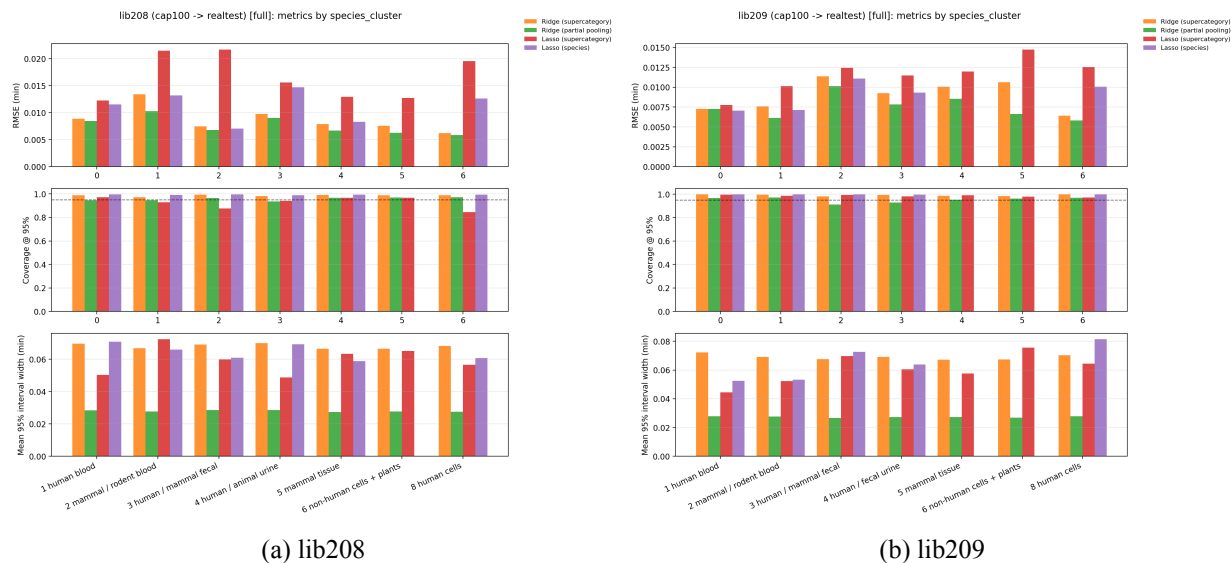 lib208 (cap100 -> realtest) [full]: metrics by species_cluster
Ridge (supercategory)
Ridge (partial pooling)
Lasso (supercategory)
Lasso (species)
RMSE (min)
0.020
0.015
0.010
0.005
0.000
0 1 2 3 4 5 6
Coverage @ 95%
1.0
0.8
0.6
0.4
0.2
0.0
0 1 2 3 4 5 6
Mean 95% interval width (min)
0.06
0.04
0.02
0.00
1 human blood
2 mammal / rodent blood
3 human / mammal fecal
4 human / animal urine
5 mammal tissue
6 non-human cells + plants
8 human cells
(a) lib208
lib209 (cap100 -> realtest) [full]: metrics by species_cluster
Ridge (supercategory)
Ridge (partial pooling)
Lasso (supercategory)
Lasso (species)
RMSE (min)
0.0150
0.0125
0.0100
0.0075
0.0050
0.0025
0.0000
0 1 2 3 4 5 6
Coverage @ 95%
1.0
0.8
0.6
0.4
0.2
0.0
0 1 2 3 4 5 6
Mean 95% interval width (min)
0.08
0.06
0.04
0.02
0.00
1 human blood
2 mammal / rodent blood
3 human / mammal fecal
4 human / fecal urine
5 mammal tissue
6 non-human cells + plants
8 human cells
(b) lib209